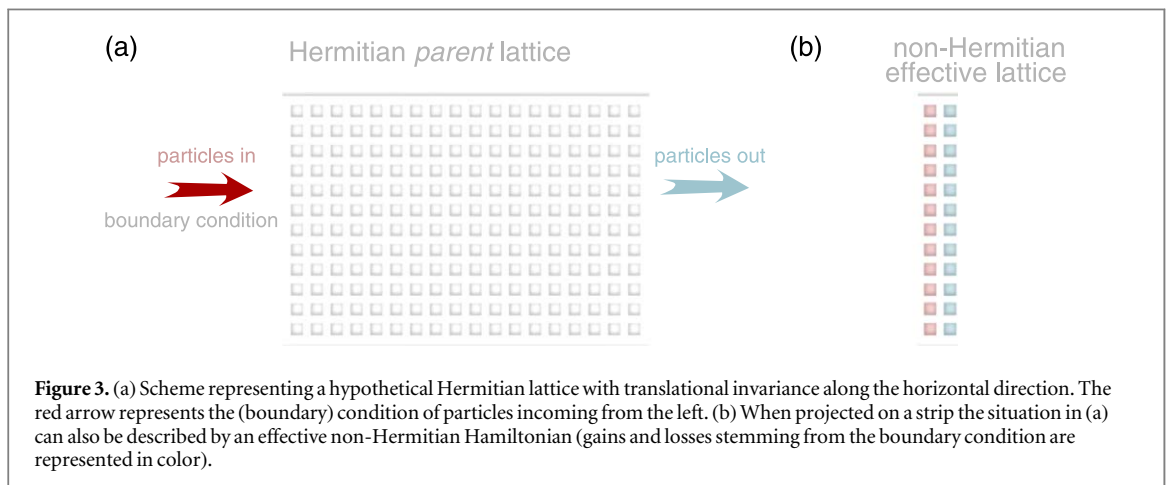 (a)
Hermitian parent lattice
(b)
non-Hermitian
effective lattice
particles in
boundary condition
particles out
Figure 3. (a) Scheme representing a hypothetical Hermitian lattice with translational invariance along the horizontal direction. The
red arrow represents the (boundary) condition of particles incoming from the left. (b) When projected on a strip the situation in (a)
can also be described by an effective non-Hermitian Hamiltonian (gains and losses stemming from the boundary condition are
represented in color).